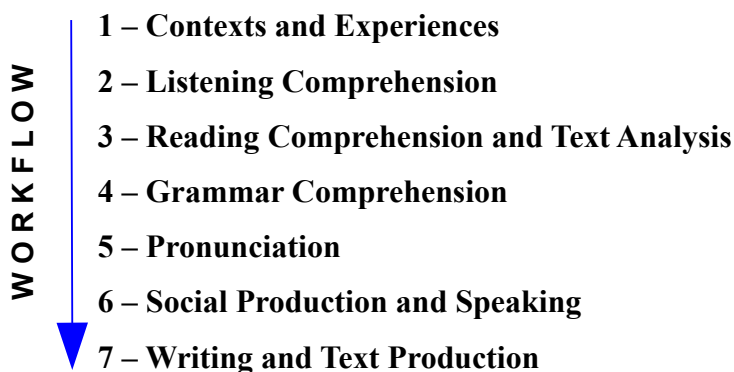 WORKFLOW
1 – Contexts and Experiences
2 – Listening Comprehension
3 – Reading Comprehension and Text Analysis
4 – Grammar Comprehension
5 – Pronunciation
6 – Social Production and Speaking
7 – Writing and Text Production